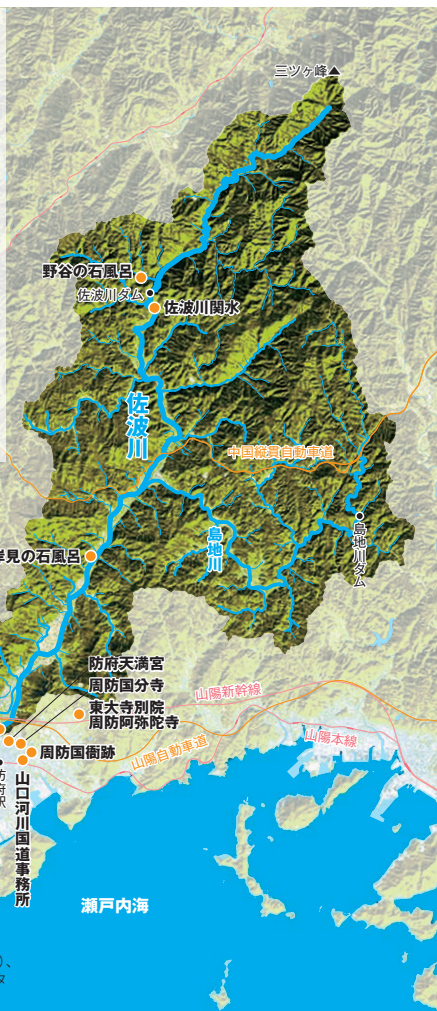 三ツヶ峰▲
野谷の石風呂
佐波川ダム
佐波川関水
佐波川
中国縦貫自動車道
島地川
島地川ダム
岸見の石風呂
防府天満宮
周防国分寺
東大寺別院
周防阿弥陀寺
周防国衙跡
山陽新幹線
山陽自動車道
山陽本線
防府駅
山口河川国道事務所
瀬戸内海